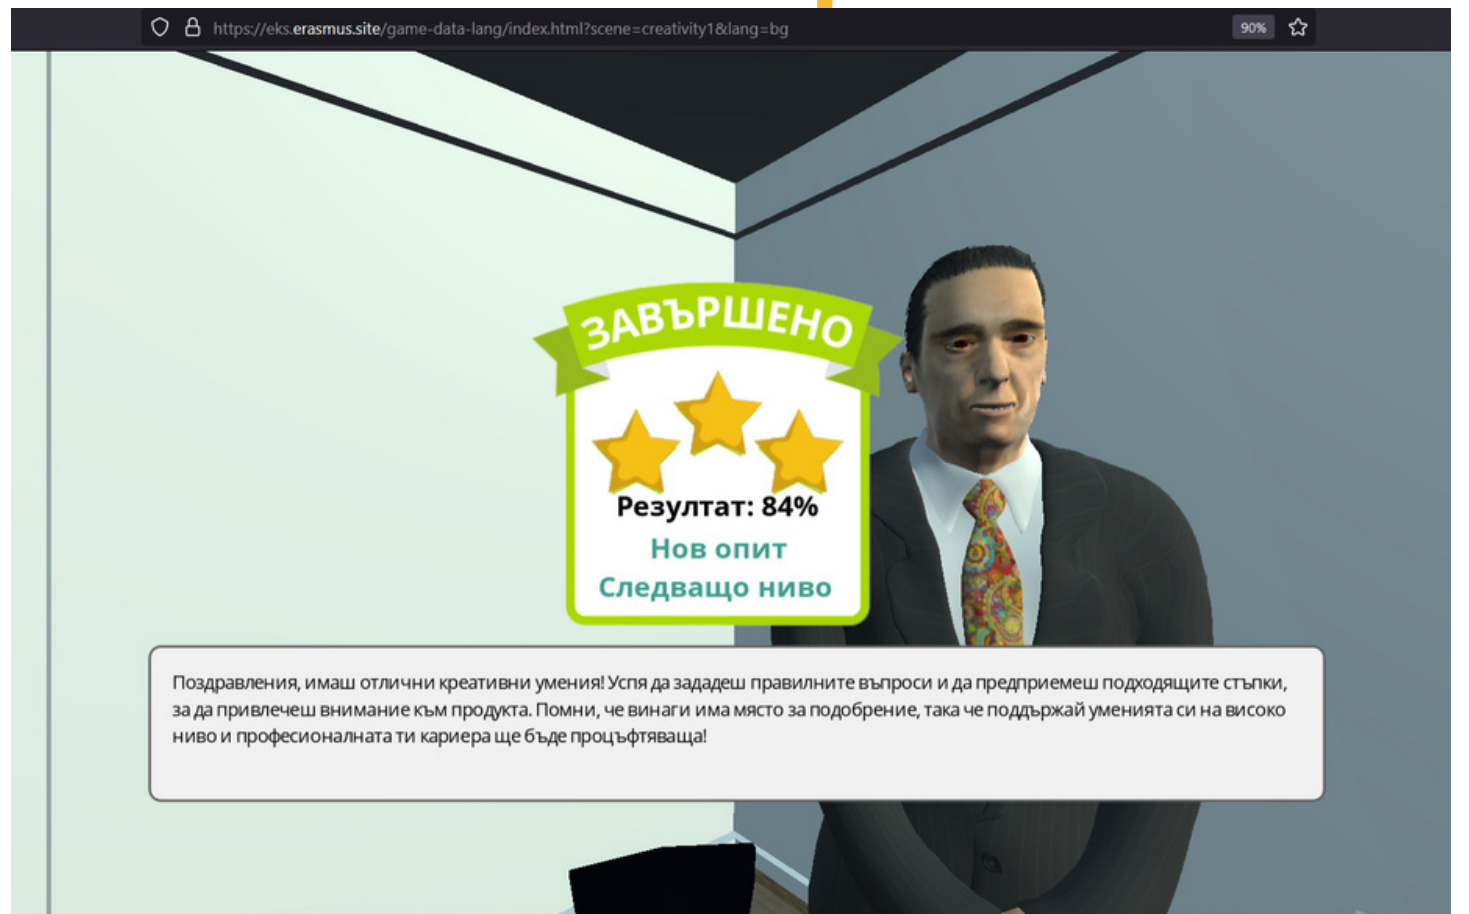 https://eks.erasmus.site/game-data-lang/index.html?scene=creativity1&lang=bg
90%
ЗАВЪРШЕНО
Резултат: 84%
Нов опит
Следващо ниво
Поздравления, имаш отлични креативни умения! Успя да зададеш правилните въпроси и да предприемеш подходящите стъпки,
за да привлечеш внимание към продукта. Помни, че винаги има място за подобрение, така че поддържай уменията си на високо
ниво и професионалната ти кариера ще бъде процъфтяваща!